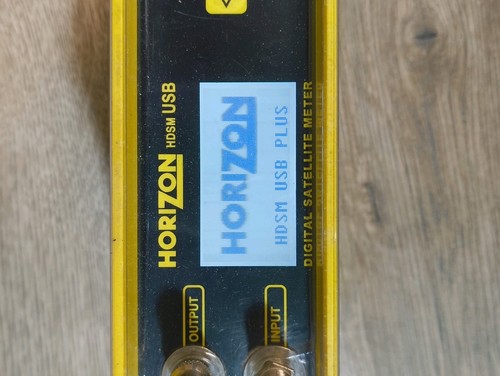 HORIZON HDSM USB
HORIZON
HDSM USB PLUS
DIGITAL SATELLITE METER
OUTPUT
INPUT